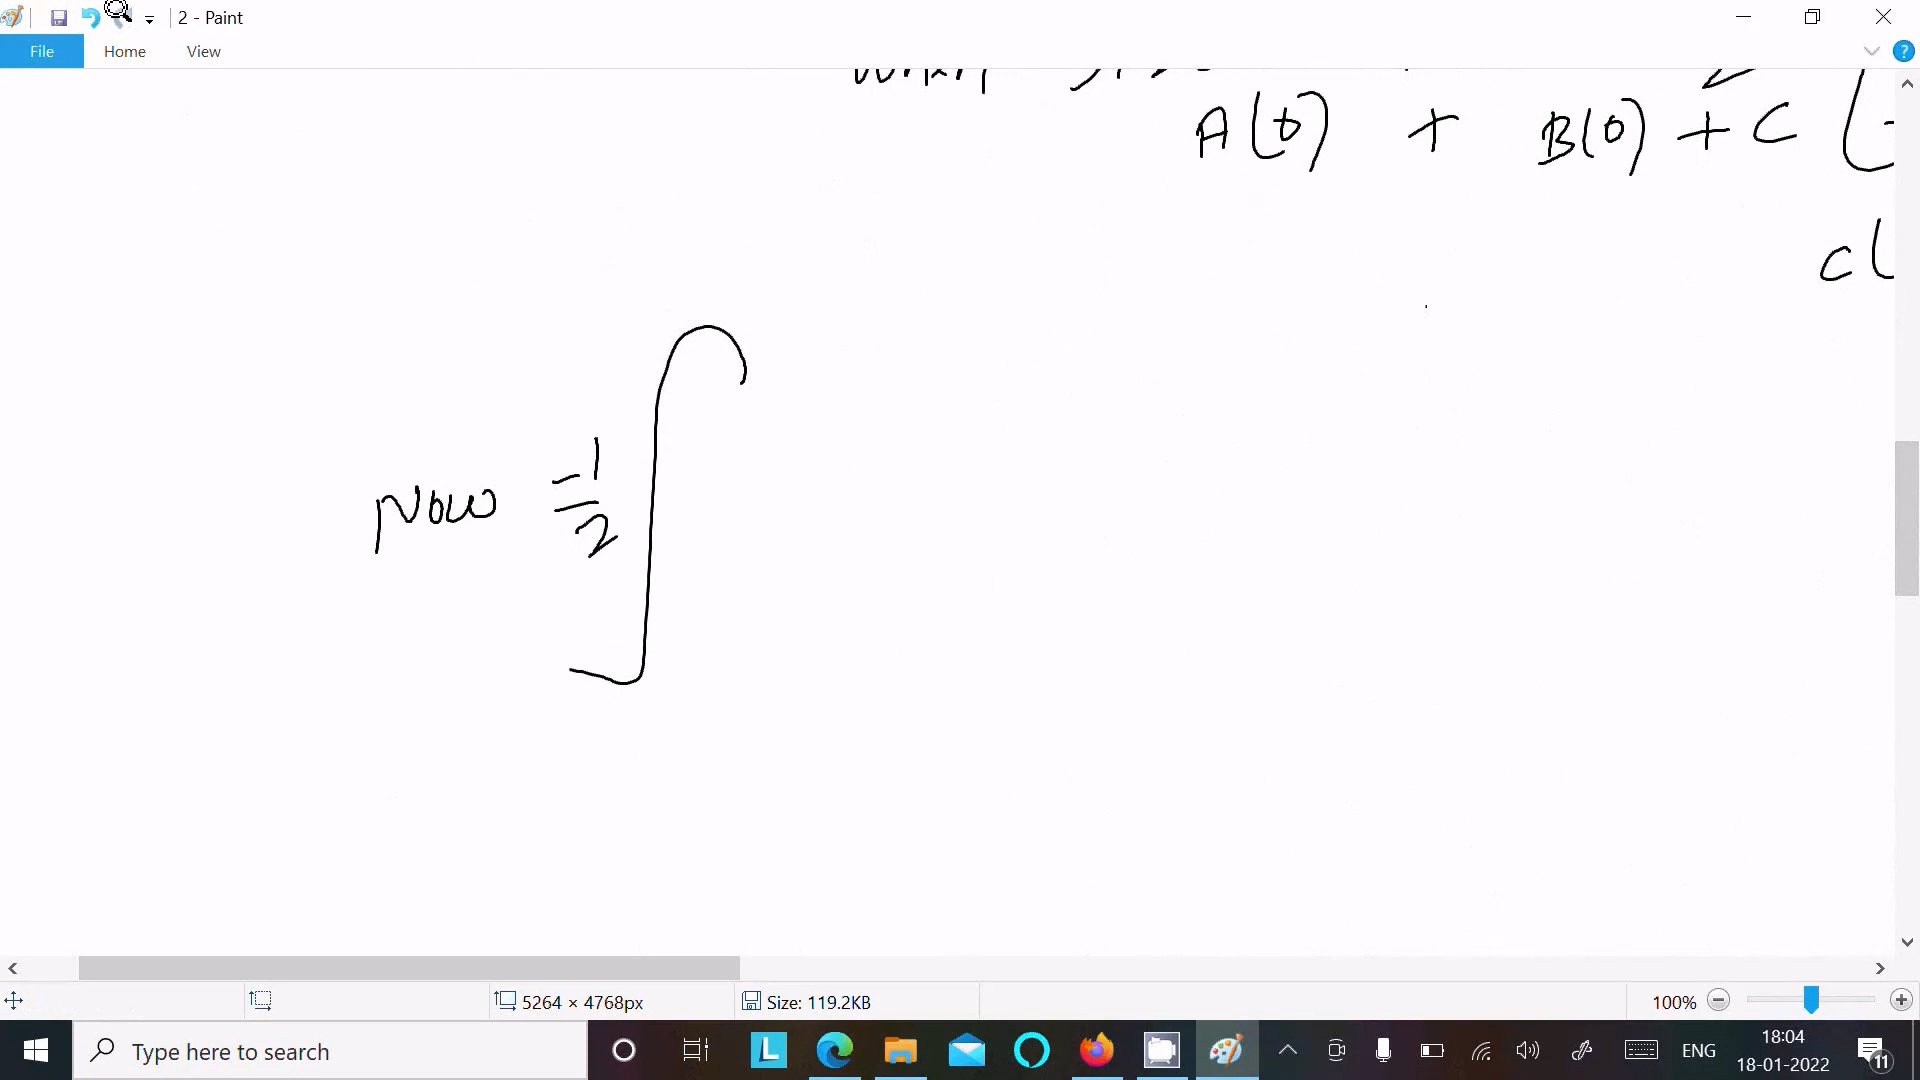 2 - Paint
File Home View
A(0) + B(0) + C (-
c(
Now = -1/2 ∫
5264 × 4768px Size: 119.2KB 100%
Type here to search L ENG 18:04
18-01-2022 11